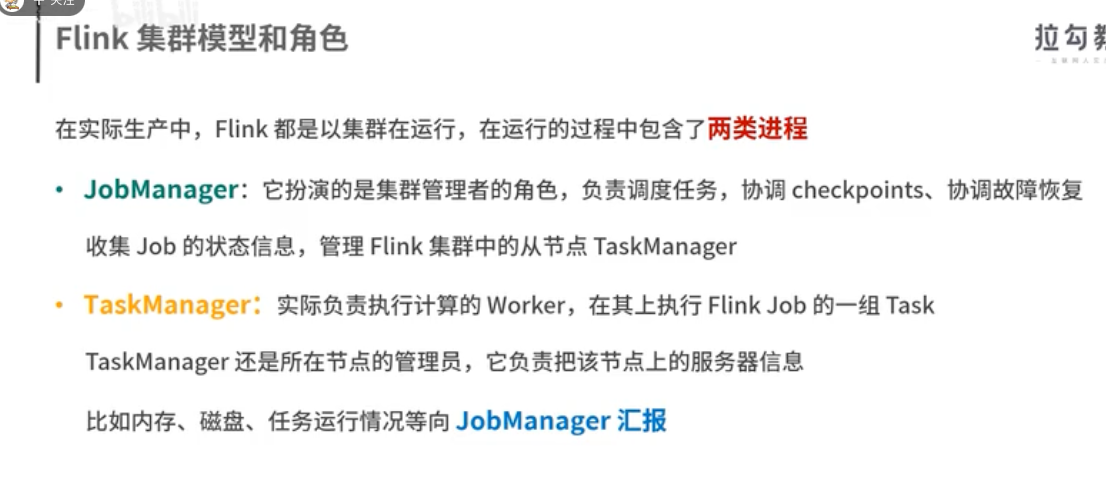 关注
bilibili
Flink 集群模型和角色
拉勾教
在实际生产中，Flink 都是以集群在运行，在运行的过程中包含了两类进程
• JobManager：它扮演的是集群管理者的角色，负责调度任务，协调 checkpoints、协调故障恢复
收集 Job 的状态信息，管理 Flink 集群中的从节点 TaskManager
• TaskManager：实际负责执行计算的 Worker，在其上执行 Flink Job 的一组 Task
TaskManager 还是所在节点的管理员，它负责把该节点上的服务器信息
比如内存、磁盘、任务运行情况等向 JobManager 汇报